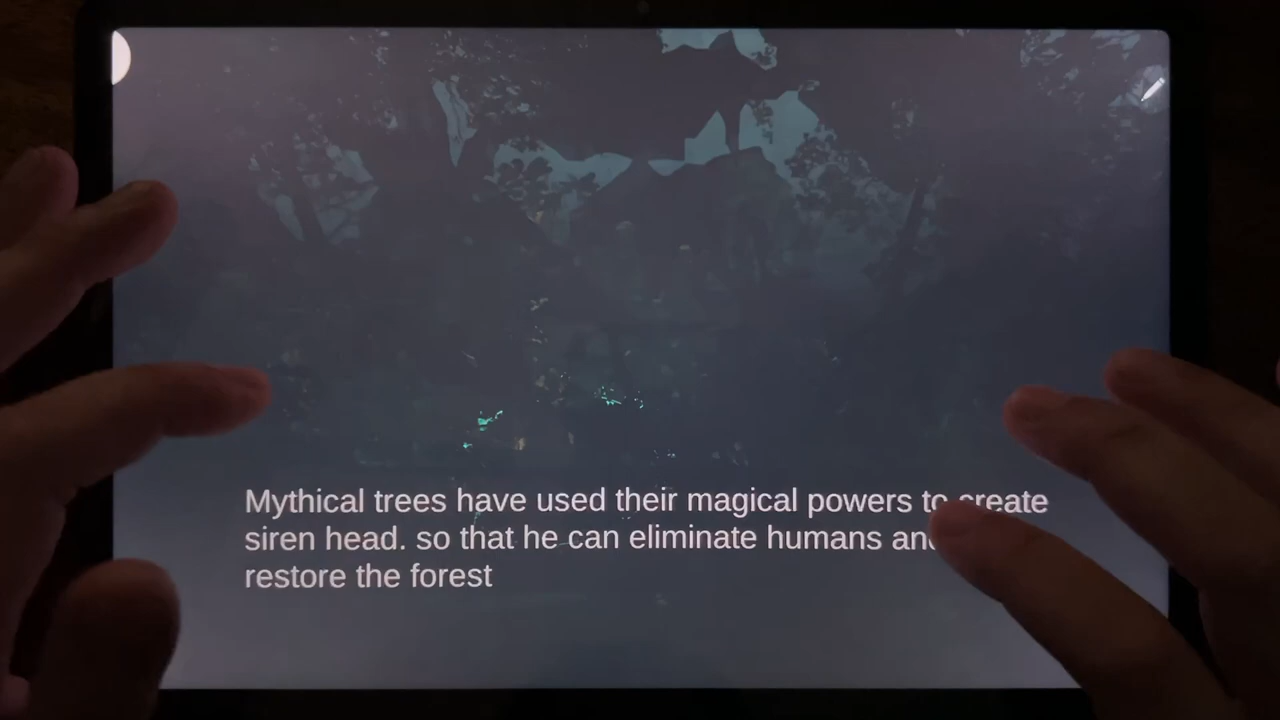 Mythical trees have used their magical powers to create
siren head. so that he can eliminate humans and
restore the forest